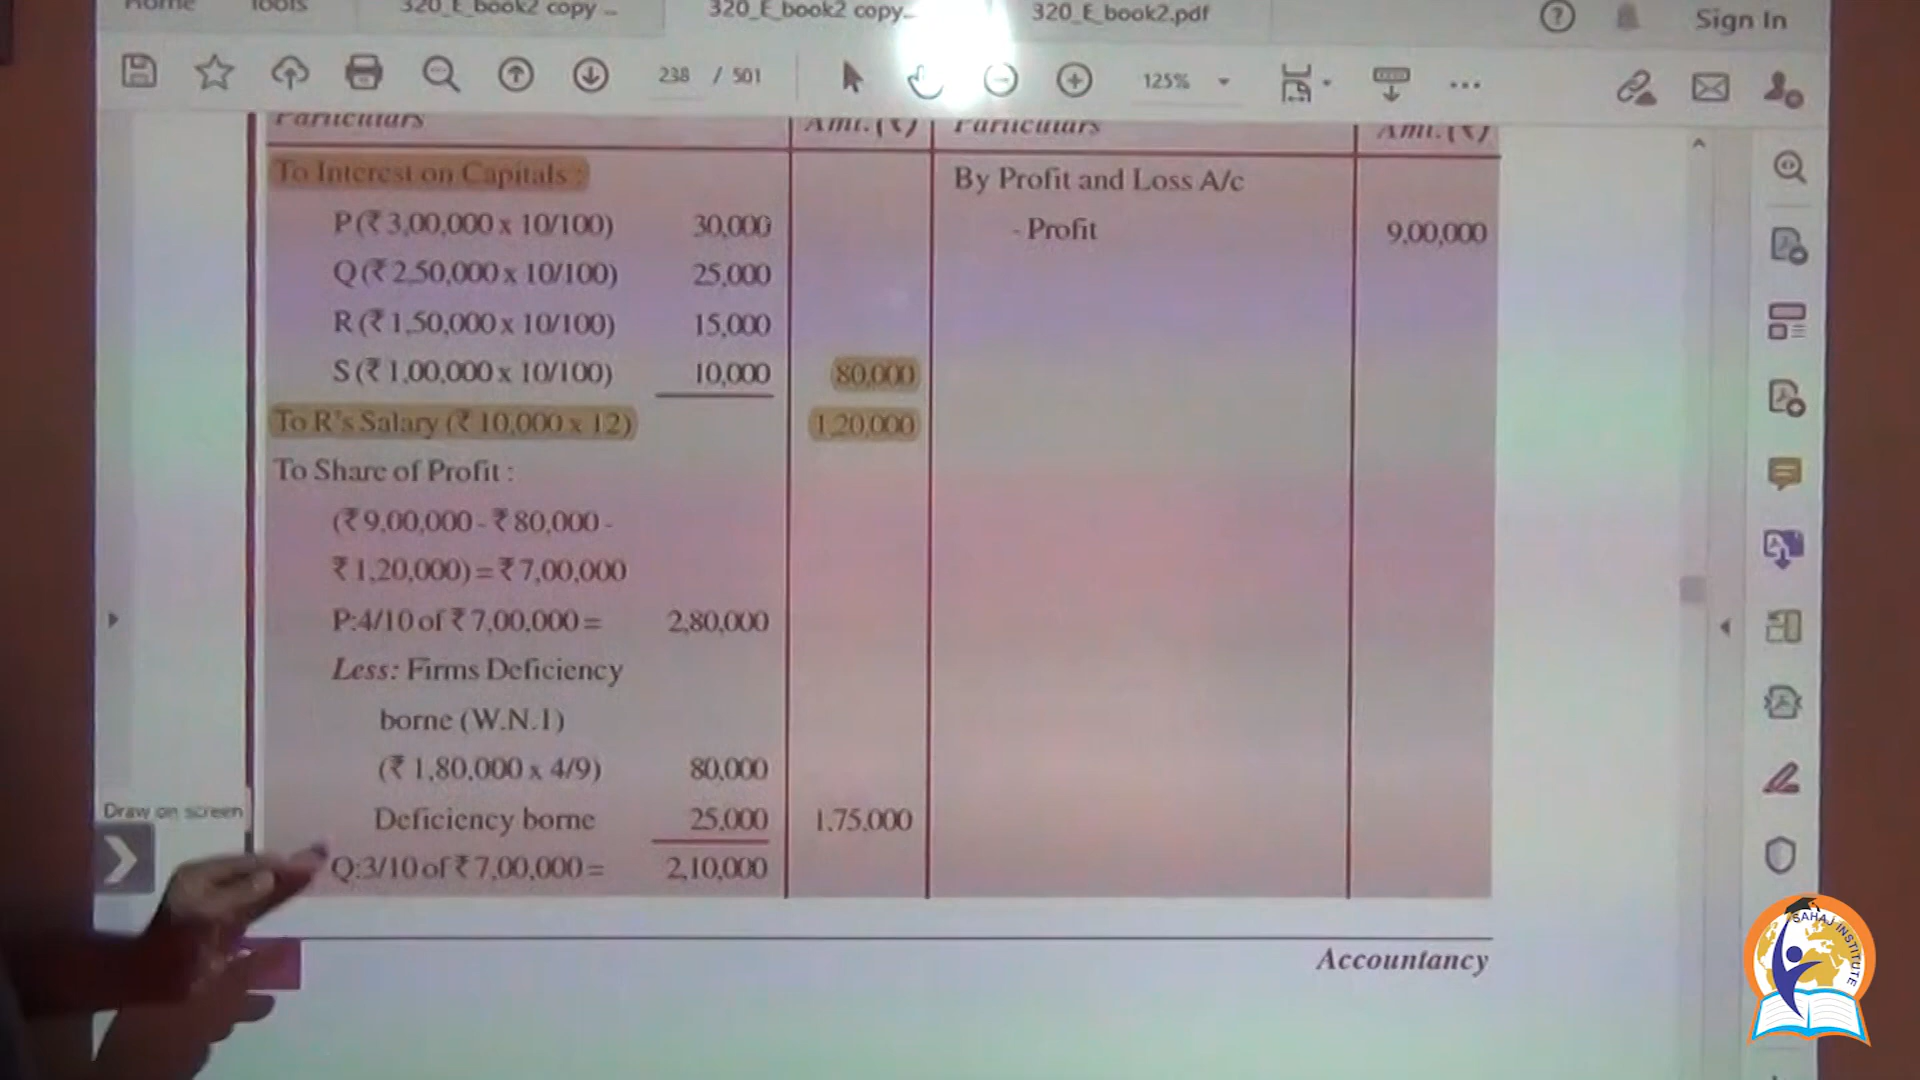 Home Tools 320_E_book2 copy ... 320_E_book2 copy... 320_E_book2.pdf Sign In
238 / 501 125%
Particulars Amt.(₹) Particulars Amt.(₹)
To Interest on Capitals : By Profit and Loss A/c
P (₹ 3,00,000 x 10/100) 30,000 - Profit 9,00,000
Q (₹ 2,50,000 x 10/100) 25,000
R (₹ 1,50,000 x 10/100) 15,000
S (₹ 1,00,000 x 10/100) 10,000 80,000
To R's Salary (₹ 10,000 x 12) 1,20,000
To Share of Profit :
(₹ 9,00,000 - ₹ 80,000 -
₹ 1,20,000) = ₹ 7,00,000
P:4/10 of ₹ 7,00,000 = 2,80,000
Less: Firms Deficiency
borne (W.N.1)
(₹ 1,80,000 x 4/9) 80,000
Draw on screen
Deficiency borne 25,000 1,75,000
Q:3/10 of ₹ 7,00,000 = 2,10,000
Accountancy
SAHAJ INSTITUTE